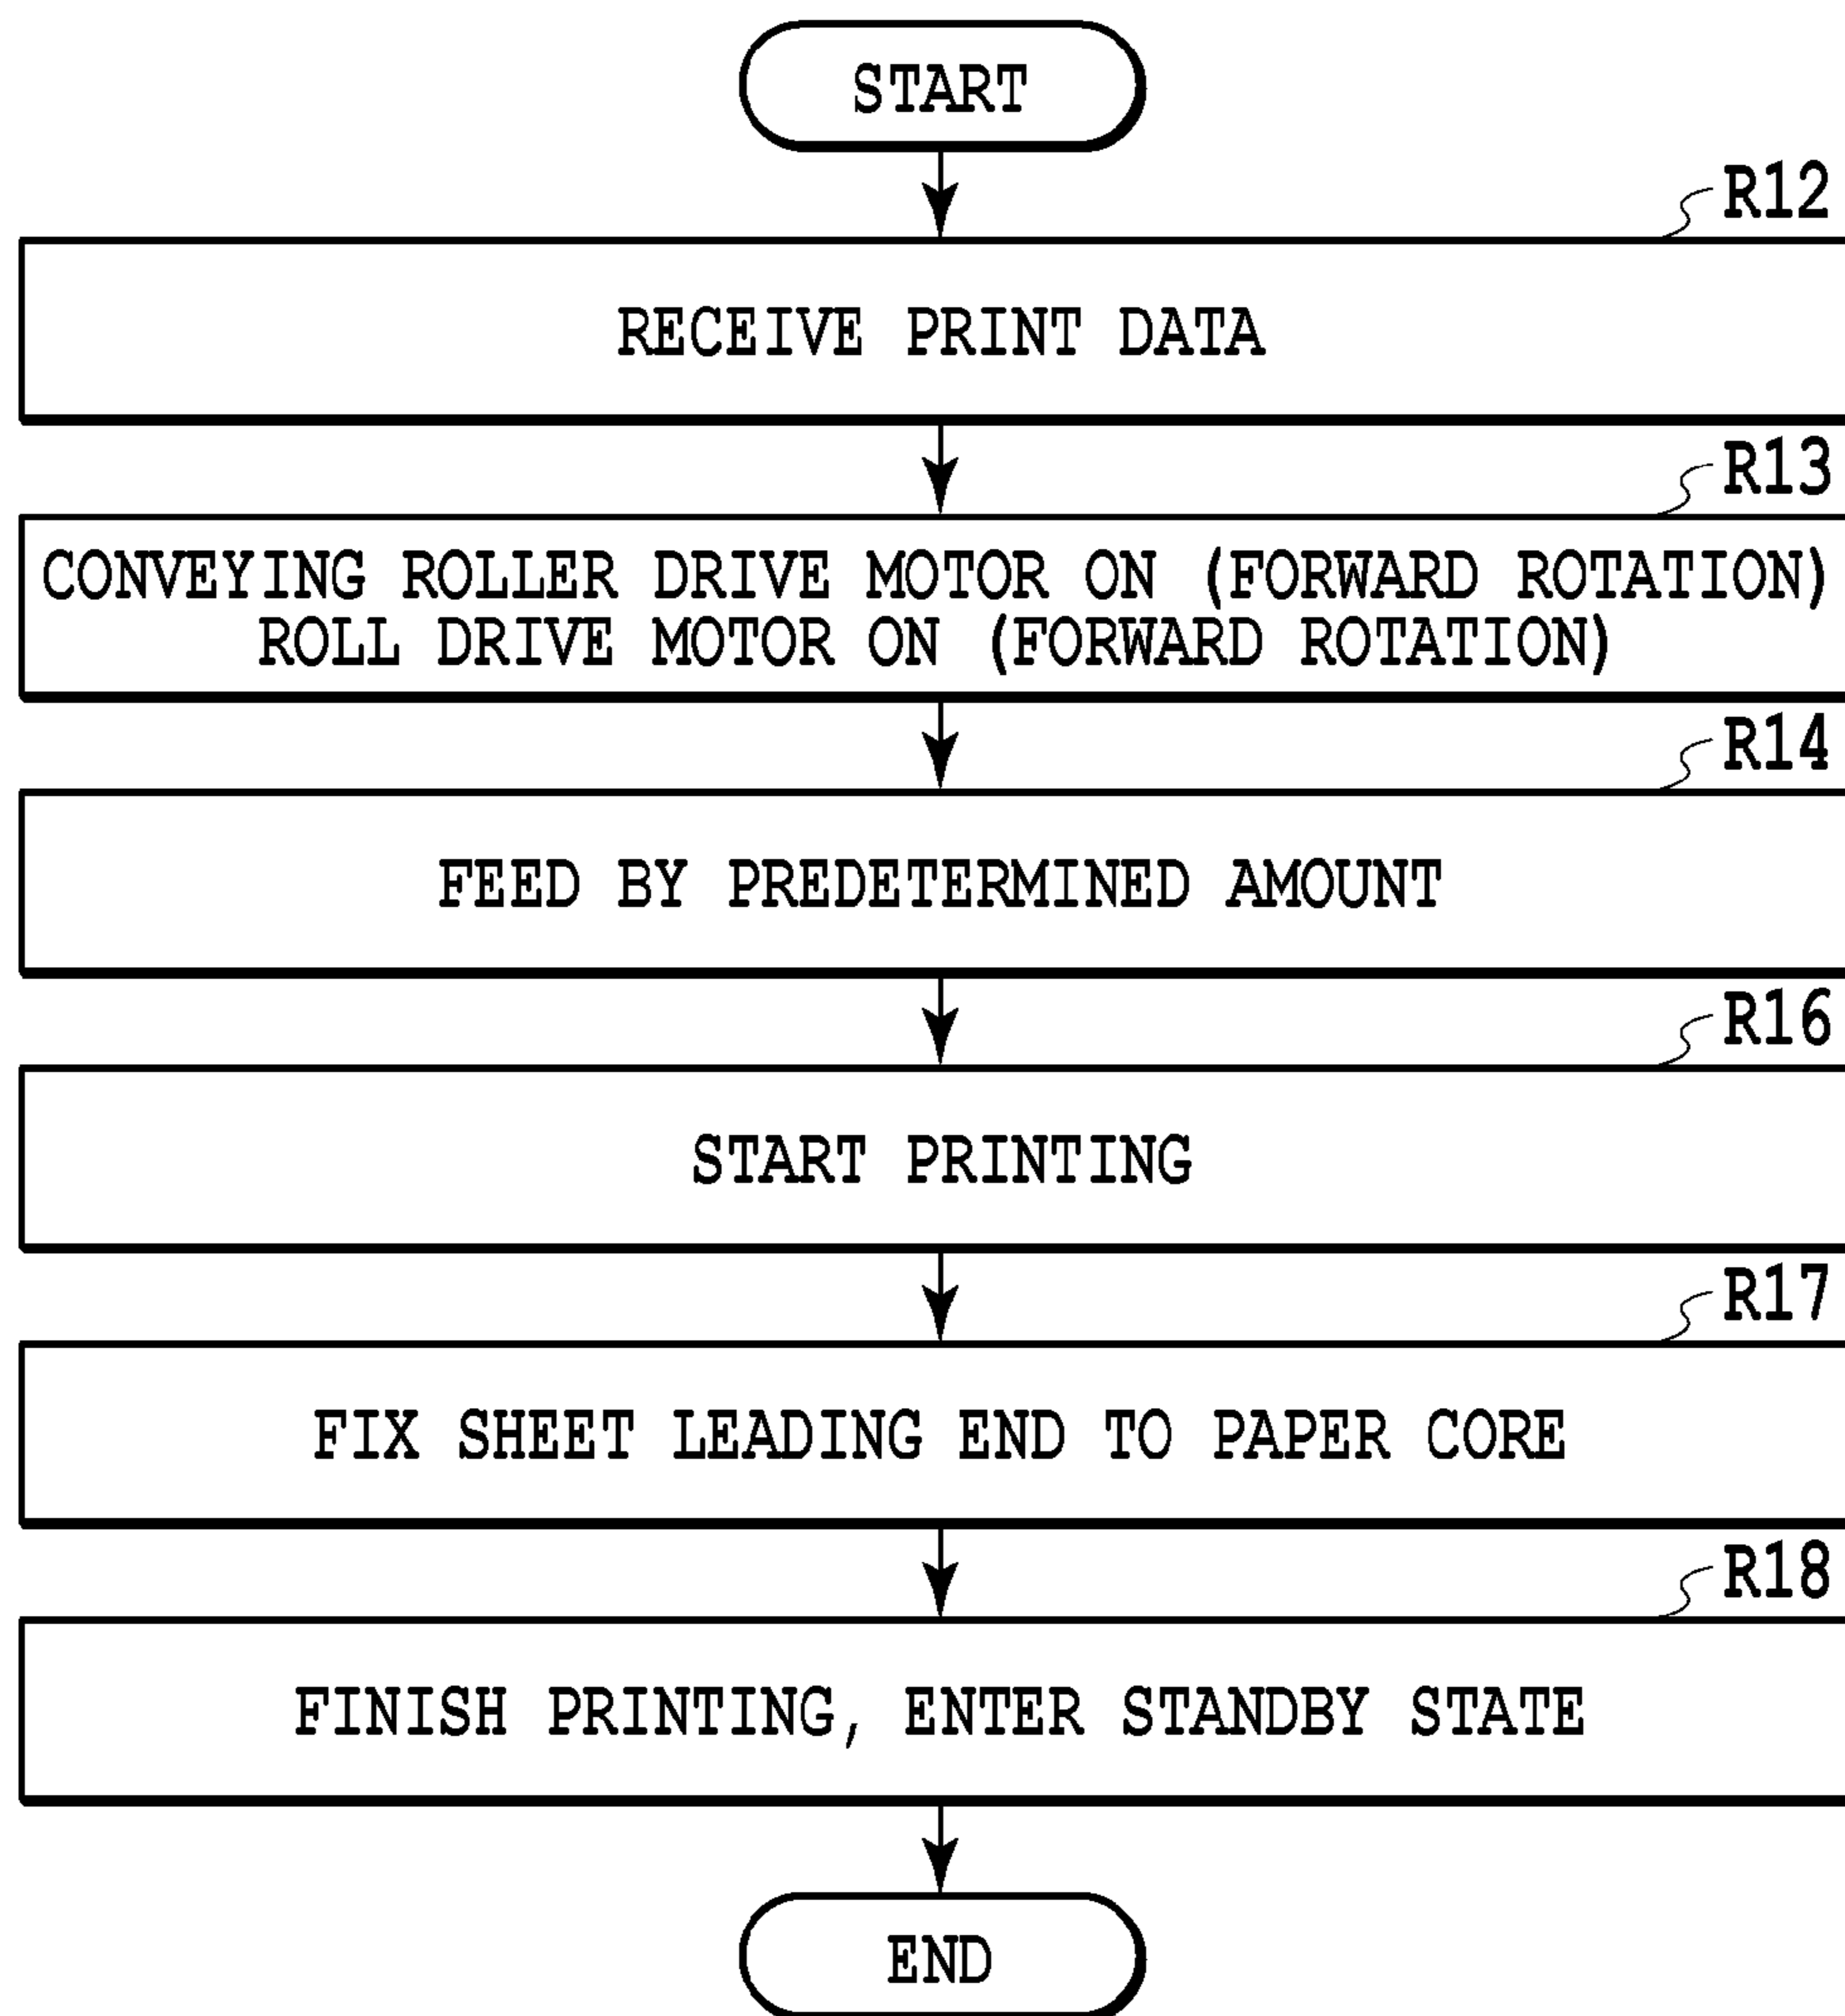 START
R12
RECEIVE PRINT DATA
R13
CONVEYING ROLLER DRIVE MOTOR ON (FORWARD ROTATION)
ROLL DRIVE MOTOR ON (FORWARD ROTATION)
R14
FEED BY PREDETERMINED AMOUNT
R16
START PRINTING
R17
FIX SHEET LEADING END TO PAPER CORE
R18
FINISH PRINTING, ENTER STANDBY STATE
END